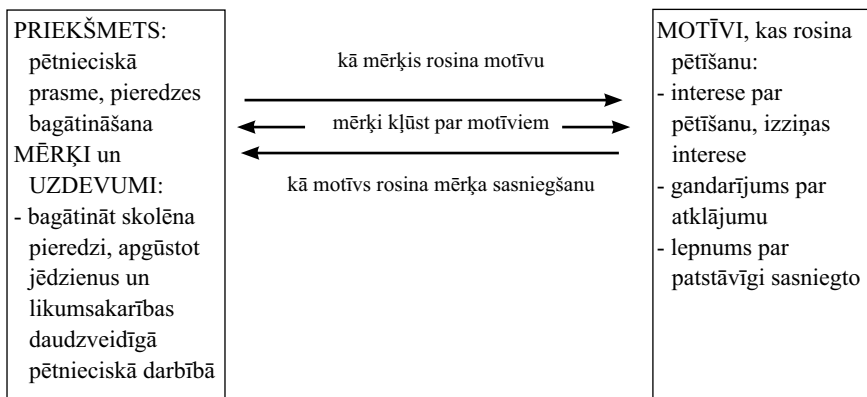 PRIEKŠMETS:
pētnieciskā
prasme, pieredzes
bagātināšana
MĒRĶI un
UZDEVUMI:
- bagātināt skolēna
pieredzi, apgūstot
jēdzienus un
likumsakarības
daudzveidīgā
pētnieciskā darbībā
kā mērķis rosina motīvu
mērķi kļūst par motīviem
kā motīvs rosina mērķa sasniegšanu
MOTĪVI, kas rosina
pētīšanu:
- interese par
pētīšanu, izziņas
interese
- gandarījums par
atklājumu
- lepnums par
patstāvīgi sasniegto